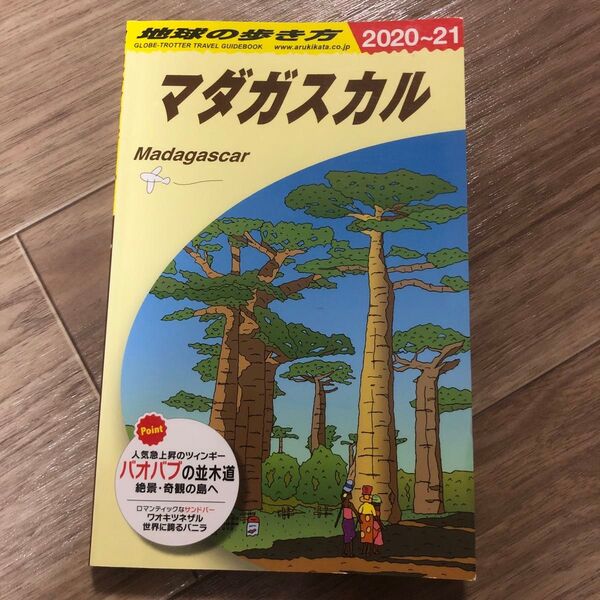 地球の歩き方
GLOBE-TROTTER TRAVEL GUIDEBOOK
www.arukikata.co.jp
2020~21
マダガスカル
Madagascar
Point
人気急上昇のツィンギー
バオバブの並木道
絶景・奇観の島へ
ロマンティックなサンドバー
ワオキツネザル
世界に誇るバニラ